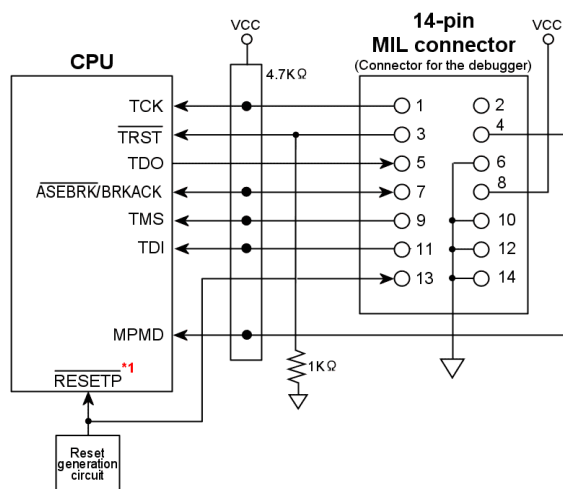 VCC
14-pin
MIL connector
(Connector for the debugger)
VCC
CPU
4.7KΩ
TCK
1
2
TRST
3
4
TDO
5
6
ASEBRK/BRKACK
7
8
TMS
9
10
TDI
11
12
13
14
MPMD
RESETP*1
1KΩ
Reset
generation
circuit